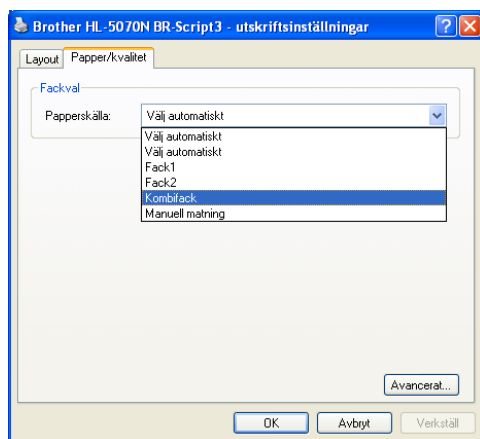 Brother HL-5070N BR-Script3 - utskriftsinställningar
Layout Papper/kvalitet
Fackval
Papperskälla: Välj automatiskt
Välj automatiskt
Välj automatiskt
Fack1
Fack2
Kombifack
Manuell matning
Avancerat...
OK Avbryt Verkställ